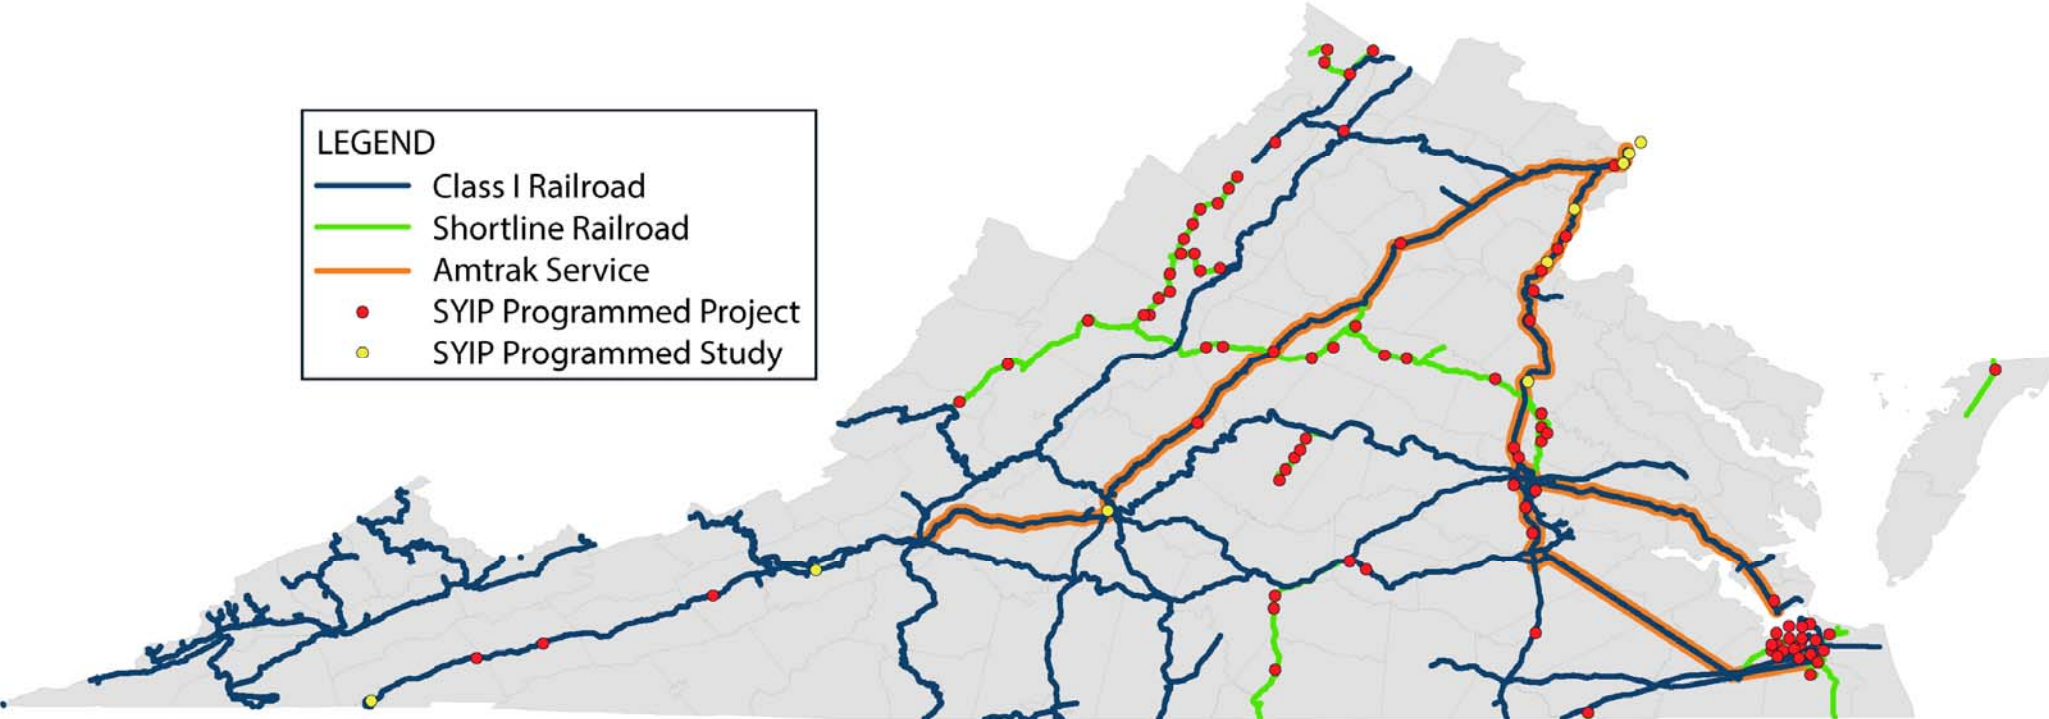 LEGEND
Class I Railroad
Shortline Railroad
Amtrak Service
SYIP Programmed Project
SYIP Programmed Study